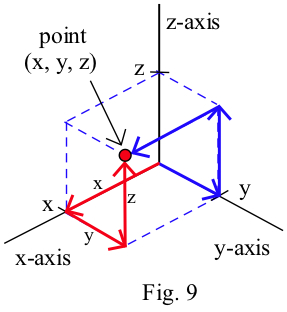 z-axis
point
(x, y, z)
z
x
z
x
y
y
x-axis
y-axis
Fig. 9